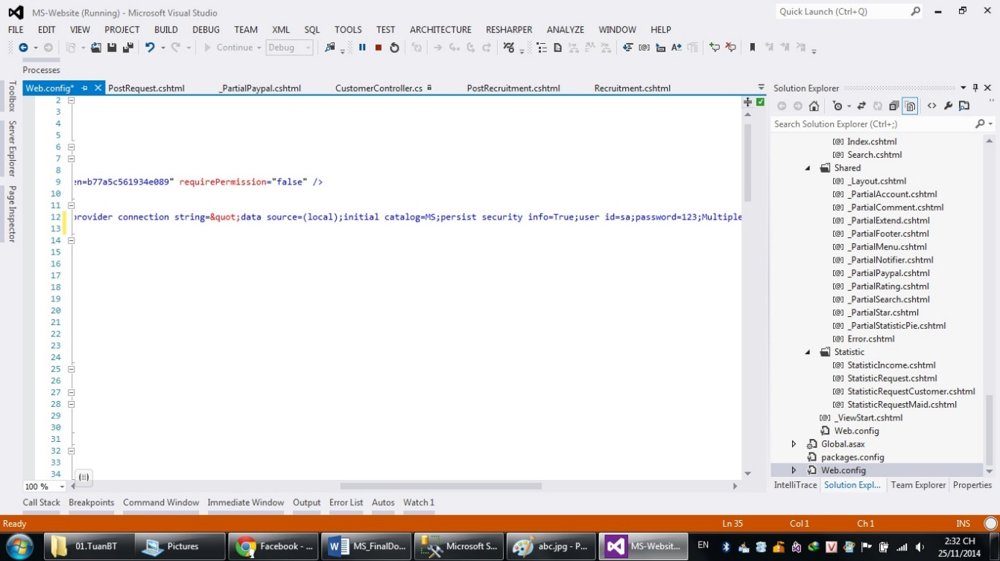 MS-Website (Running) - Microsoft Visual Studio
Quick Launch (Ctrl+Q)
FILE EDIT VIEW PROJECT BUILD DEBUG TEAM XML SQL TOOLS TEST ARCHITECTURE RESHARPER ANALYZE WINDOW HELP
Continue Debug
Processes
Web.config* PostRequest.cshtml _PartialPaypal.cshtml CustomerController.cs PostRecruitment.cshtml Recruitment.cshtml
Toolbox
Server Explorer
Page Inspector
2
3
4
5
6
7
8
9 en=b77a5c561934e089" requirePermission="false" />
10
11
12 provider connection string=&quot;data source=(local);initial catalog=MS;persist security info=True;user id=sa;password=123;Multiple
13
14
15
16
17
18
19
20
21
22
23
24
25
26
27
28
29
30
31
32
33
34
100 %
Solution Explorer
Search Solution Explorer (Ctrl+;)
Index.cshtml
Search.cshtml
Shared
_Layout.cshtml
_PartialAccount.cshtml
_PartialComment.cshtml
_PartialExtend.cshtml
_PartialFooter.cshtml
_PartialMenu.cshtml
_PartialNotifier.cshtml
_PartialPaypal.cshtml
_PartialRating.cshtml
_PartialSearch.cshtml
_PartialStar.cshtml
_PartialStatisticPie.cshtml
Error.cshtml
Statistic
StatisticIncome.cshtml
StatisticRequest.cshtml
StatisticRequestCustomer.cshtml
StatisticRequestMaid.cshtml
_ViewStart.cshtml
Web.config
Global.asax
packages.config
Web.config
IntelliTrace Solution Expl... Team Explorer Properties
Call Stack Breakpoints Command Window Immediate Window Output Error List Autos Watch 1
Ready Ln 35 Col 1 Ch 1 INS
01.TuanBT Pictures Facebook - ... MS_FinalDo... Microsoft S... abc.jpg - P... MS-Websit... EN 2:32 CH
25/11/2014